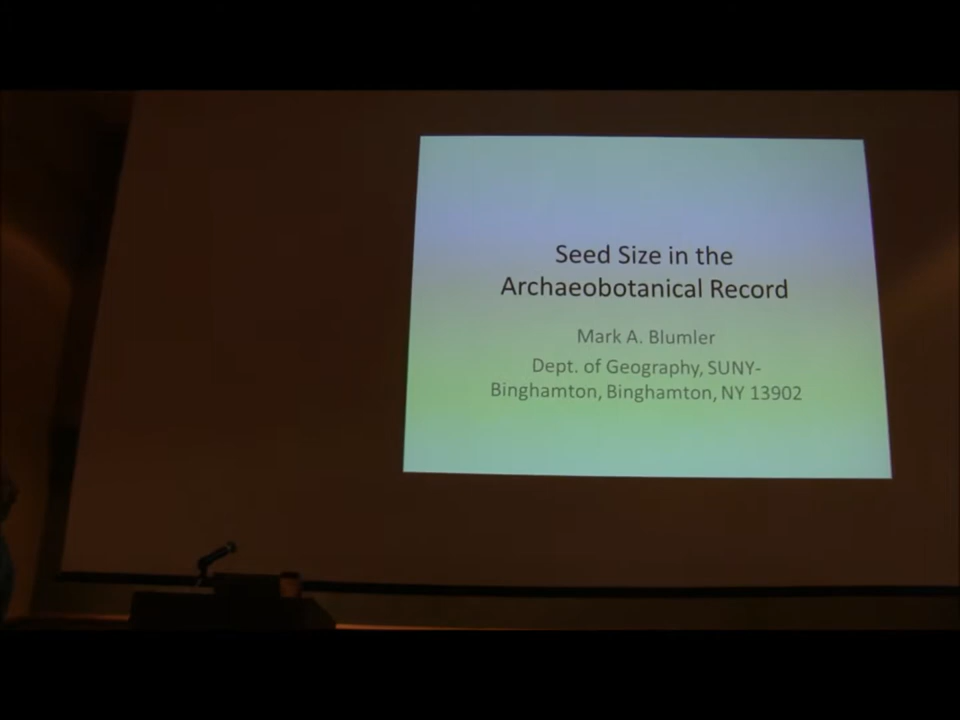 Seed Size in the
Archaeobotanical Record
Mark A. Blumler
Dept. of Geography, SUNY-
Binghamton, Binghamton, NY 13902